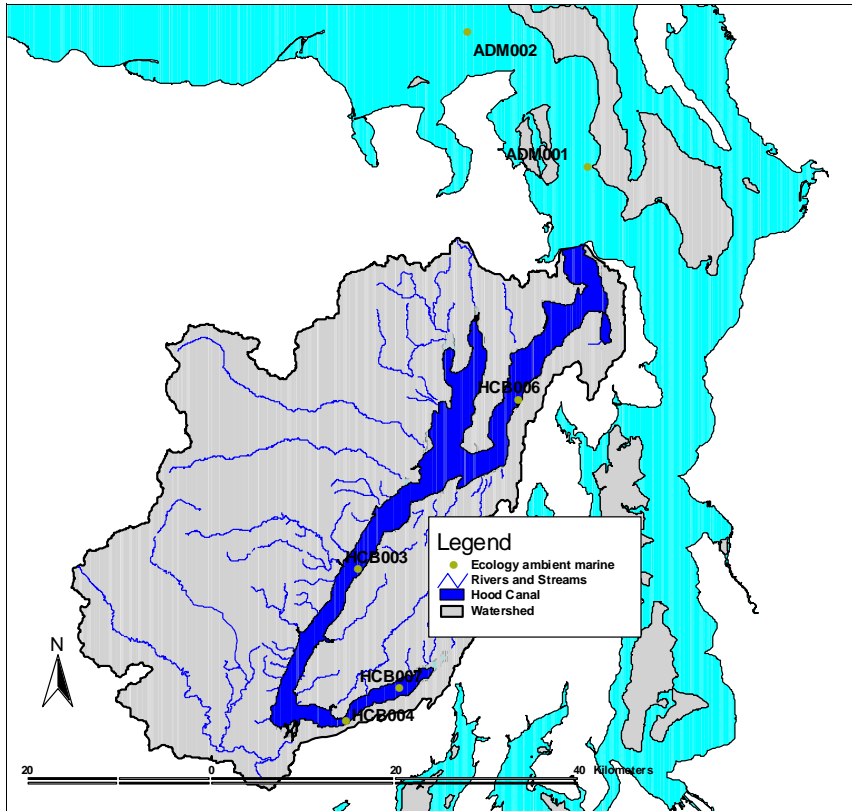 ADM002
ADM001
HCB006
HCB003
Legend
Ecology ambient marine
Rivers and Streams
Hood Canal
Watershed
N
HCB007
HCB004
20 0 20 40 Kilometers